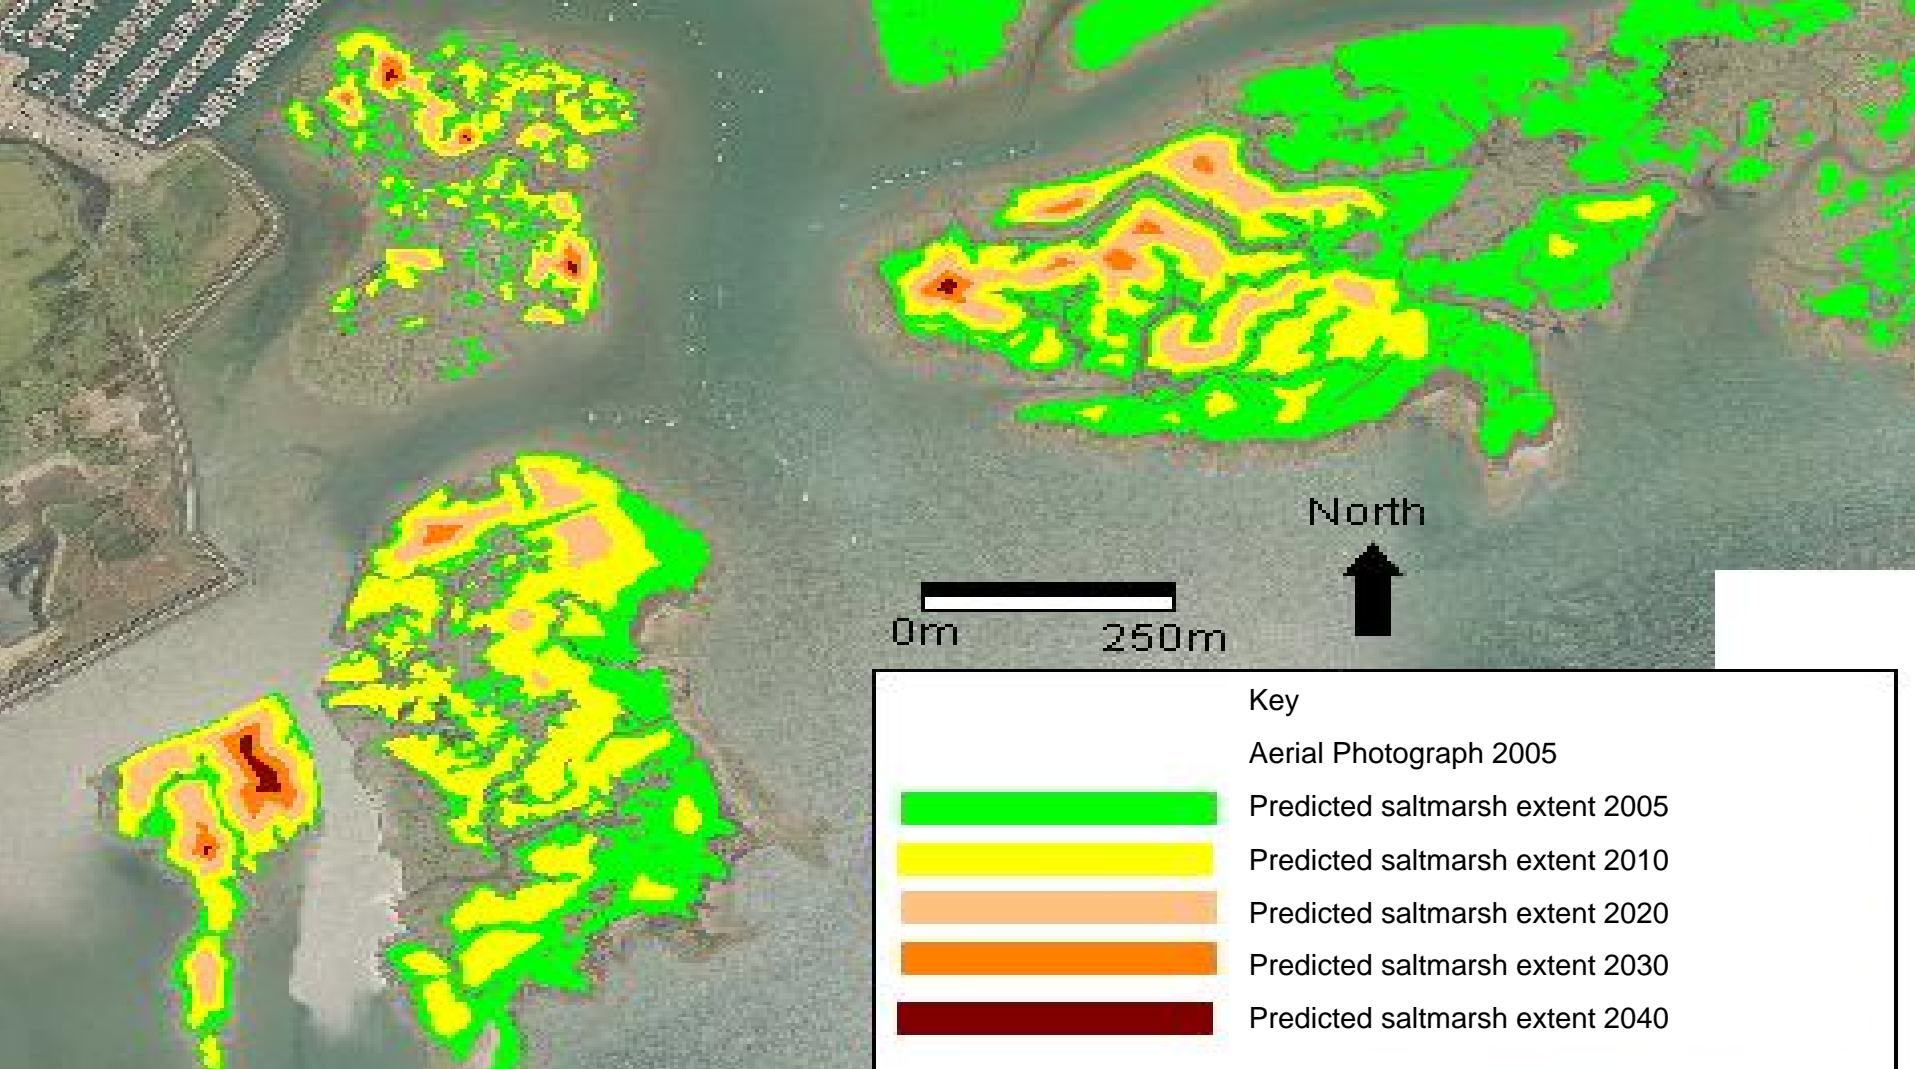 North
0m
250m
Key
Aerial Photograph 2005
Predicted saltmarsh extent 2005
Predicted saltmarsh extent 2010
Predicted saltmarsh extent 2020
Predicted saltmarsh extent 2030
Predicted saltmarsh extent 2040